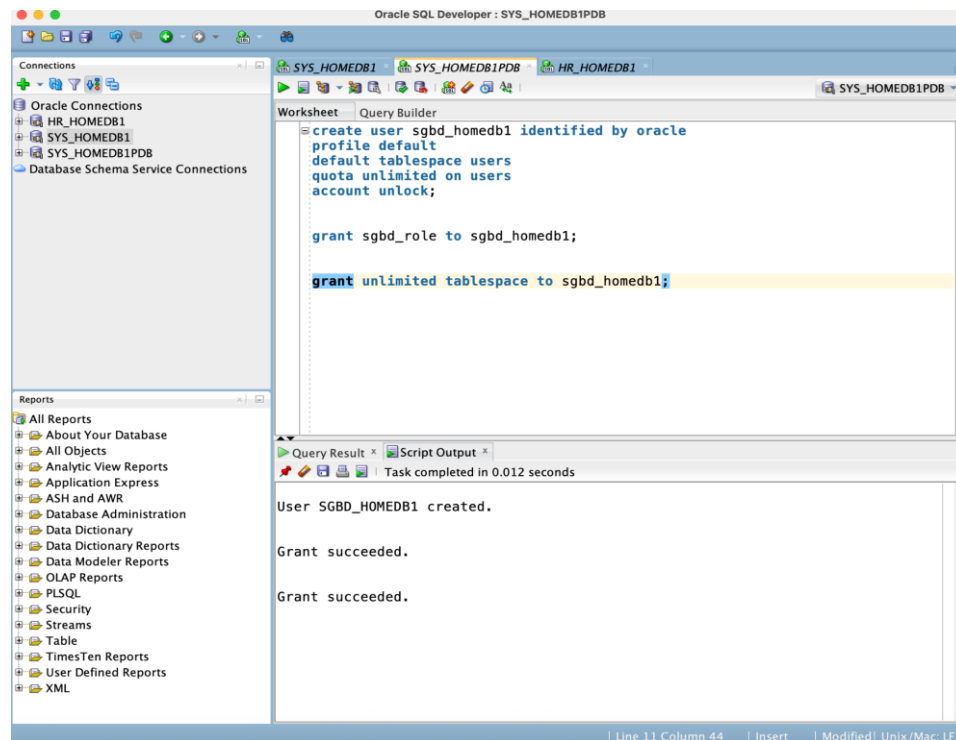 Oracle SQL Developer : SYS_HOMEDB1PDB
Connections
Oracle Connections
HR_HOMEDB1
SYS_HOMEDB1
SYS_HOMEDB1PDB
Database Schema Service Connections
Reports
All Reports
About Your Database
All Objects
Analytic View Reports
Application Express
ASH and AWR
Database Administration
Data Dictionary
Data Dictionary Reports
Data Modeler Reports
OLAP Reports
PLSQL
Security
Streams
Table
TimesTen Reports
User Defined Reports
XML
SYS_HOMEDB1 SYS_HOMEDB1PDB HR_HOMEDB1
SYS_HOMEDB1PDB
Worksheet Query Builder
create user sgbd_homedb1 identified by oracle
profile default
default tablespace users
quota unlimited on users
account unlock;
grant sgbd_role to sgbd_homedb1;
grant unlimited tablespace to sgbd_homedb1;
Query Result Script Output
Task completed in 0.012 seconds
User SGBD_HOMEDB1 created.
Grant succeeded.
Grant succeeded.
Line 11 Column 44 | Insert | Modified| Unix/Mac: LF